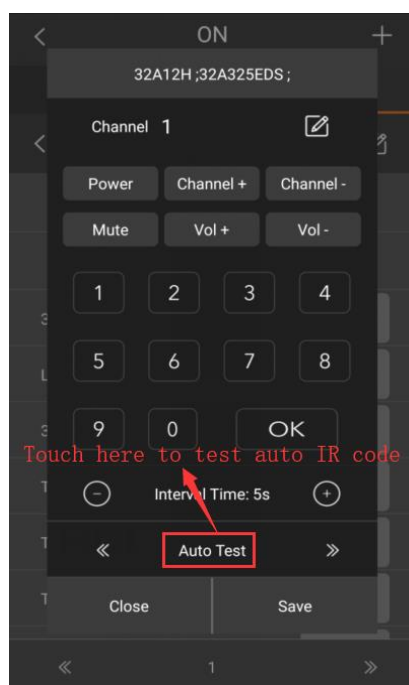 ON
32A12H ;32A325EDS ;
Channel 1
Power Channel + Channel -
Mute Vol + Vol -
1 2 3 4
5 6 7 8
9 0 OK
Touch here to test auto IR code
Interval Time: 5s
Auto Test
Close Save
1